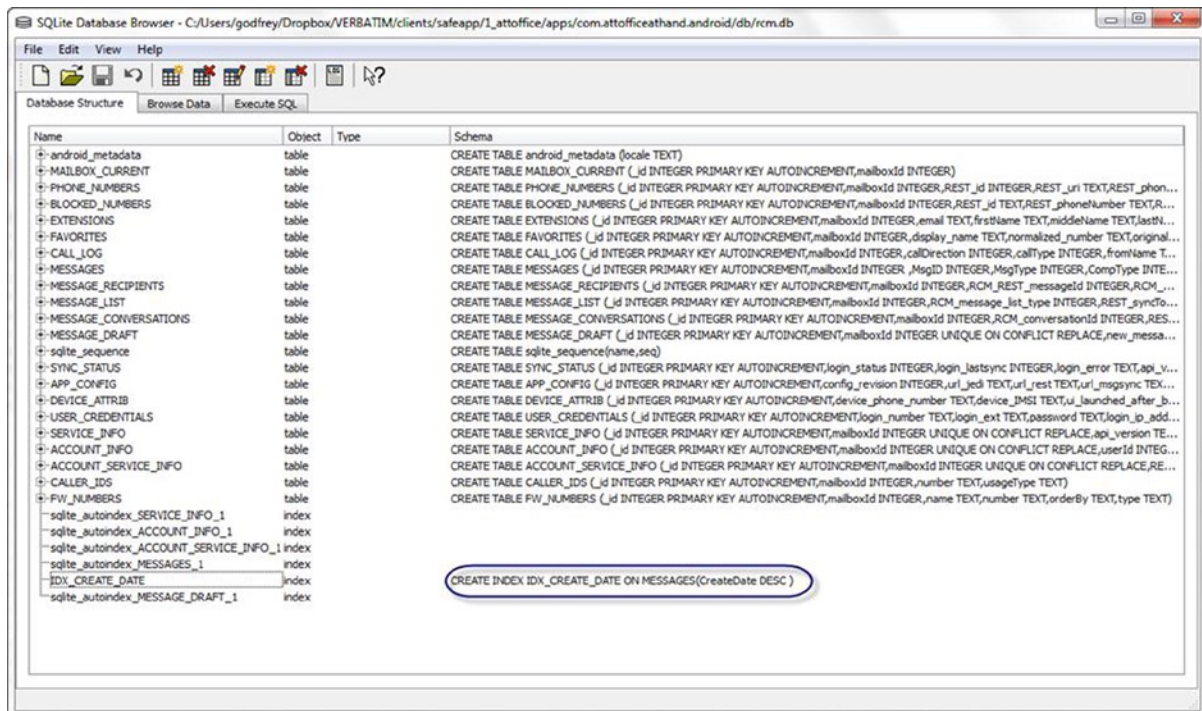 SQLite Database Browser - C:/Users/godfrey/Dropbox/VERBATIM/clients/safeapp/1_attoffice/apps/com.attofficeathand.android/db/rcm.db
File Edit View Help
Database Structure Browse Data Execute SQL
Name Object Type Schema
android_metadata table CREATE TABLE android_metadata (locale TEXT)
MAILBOX_CURRENT table CREATE TABLE MAILBOX_CURRENT (_id INTEGER PRIMARY KEY AUTOINCREMENT,mailboxId INTEGER)
PHONE_NUMBERS table CREATE TABLE PHONE_NUMBERS (_id INTEGER PRIMARY KEY AUTOINCREMENT,mailboxId INTEGER,REST_id INTEGER,REST_uri TEXT,REST_phon...
BLOCKED_NUMBERS table CREATE TABLE BLOCKED_NUMBERS (_id INTEGER PRIMARY KEY AUTOINCREMENT,mailboxId INTEGER,REST_id TEXT,REST_phoneNumber TEXT,R...
EXTENSIONS table CREATE TABLE EXTENSIONS (_id INTEGER PRIMARY KEY AUTOINCREMENT,mailboxId INTEGER,email TEXT,firstName TEXT,middleName TEXT,lastN...
FAVORITES table CREATE TABLE FAVORITES (_id INTEGER PRIMARY KEY AUTOINCREMENT,mailboxId INTEGER,display_name TEXT,normalized_number TEXT,original...
CALL_LOG table CREATE TABLE CALL_LOG (_id INTEGER PRIMARY KEY AUTOINCREMENT,mailboxId INTEGER,callDirection INTEGER,callType INTEGER,fromName T...
MESSAGES table CREATE TABLE MESSAGES (_id INTEGER PRIMARY KEY AUTOINCREMENT,mailboxId INTEGER ,MsgID INTEGER,MsgType INTEGER,CompType INTE...
MESSAGE_RECIPIENTS table CREATE TABLE MESSAGE_RECIPIENTS (_id INTEGER PRIMARY KEY AUTOINCREMENT,mailboxId INTEGER,RCM_REST_messageId INTEGER,RCM_...
MESSAGE_LIST table CREATE TABLE MESSAGE_LIST (_id INTEGER PRIMARY KEY AUTOINCREMENT,mailboxId INTEGER,RCM_message_list_type INTEGER,REST_syncTo...
MESSAGE_CONVERSATIONS table CREATE TABLE MESSAGE_CONVERSATIONS (_id INTEGER PRIMARY KEY AUTOINCREMENT,mailboxId INTEGER,RCM_conversationId INTEGER,RES...
MESSAGE_DRAFT table CREATE TABLE MESSAGE_DRAFT (_id INTEGER PRIMARY KEY AUTOINCREMENT,mailboxId INTEGER UNIQUE ON CONFLICT REPLACE,new_messa...
sqlite_sequence table CREATE TABLE sqlite_sequence(name,seq)
SYNC_STATUS table CREATE TABLE SYNC_STATUS (_id INTEGER PRIMARY KEY AUTOINCREMENT,login_status INTEGER,login_lastsync INTEGER,login_error TEXT,api_v...
APP_CONFIG table CREATE TABLE APP_CONFIG (_id INTEGER PRIMARY KEY AUTOINCREMENT,config_revision INTEGER,url_jedi TEXT,url_rest TEXT,url_msgsync TEX...
DEVICE_ATTRIB table CREATE TABLE DEVICE_ATTRIB (_id INTEGER PRIMARY KEY AUTOINCREMENT,device_phone_number TEXT,device_IMSI TEXT,ui_launched_after_b...
USER_CREDENTIALS table CREATE TABLE USER_CREDENTIALS (_id INTEGER PRIMARY KEY AUTOINCREMENT,login_number TEXT,login_ext TEXT,password TEXT,login_ip_add...
SERVICE_INFO table CREATE TABLE SERVICE_INFO (_id INTEGER PRIMARY KEY AUTOINCREMENT,mailboxId INTEGER UNIQUE ON CONFLICT REPLACE,api_version TE...
ACCOUNT_INFO table CREATE TABLE ACCOUNT_INFO (_id INTEGER PRIMARY KEY AUTOINCREMENT,mailboxId INTEGER UNIQUE ON CONFLICT REPLACE,userId INTEG...
ACCOUNT_SERVICE_INFO table CREATE TABLE ACCOUNT_SERVICE_INFO (_id INTEGER PRIMARY KEY AUTOINCREMENT,mailboxId INTEGER UNIQUE ON CONFLICT REPLACE,RE...
CALLER_IDS table CREATE TABLE CALLER_IDS (_id INTEGER PRIMARY KEY AUTOINCREMENT,mailboxId INTEGER,number TEXT,usageType TEXT)
FW_NUMBERS table CREATE TABLE FW_NUMBERS (_id INTEGER PRIMARY KEY AUTOINCREMENT,mailboxId INTEGER,name TEXT,number TEXT,orderBy TEXT,type TEXT)
sqlite_autoindex_SERVICE_INFO_1 index
sqlite_autoindex_ACCOUNT_INFO_1 index
sqlite_autoindex_ACCOUNT_SERVICE_INFO_1 index
sqlite_autoindex_MESSAGES_1 index
IDX_CREATE_DATE index CREATE INDEX IDX_CREATE_DATE ON MESSAGES(CreateDate DESC )
sqlite_autoindex_MESSAGE_DRAFT_1 index